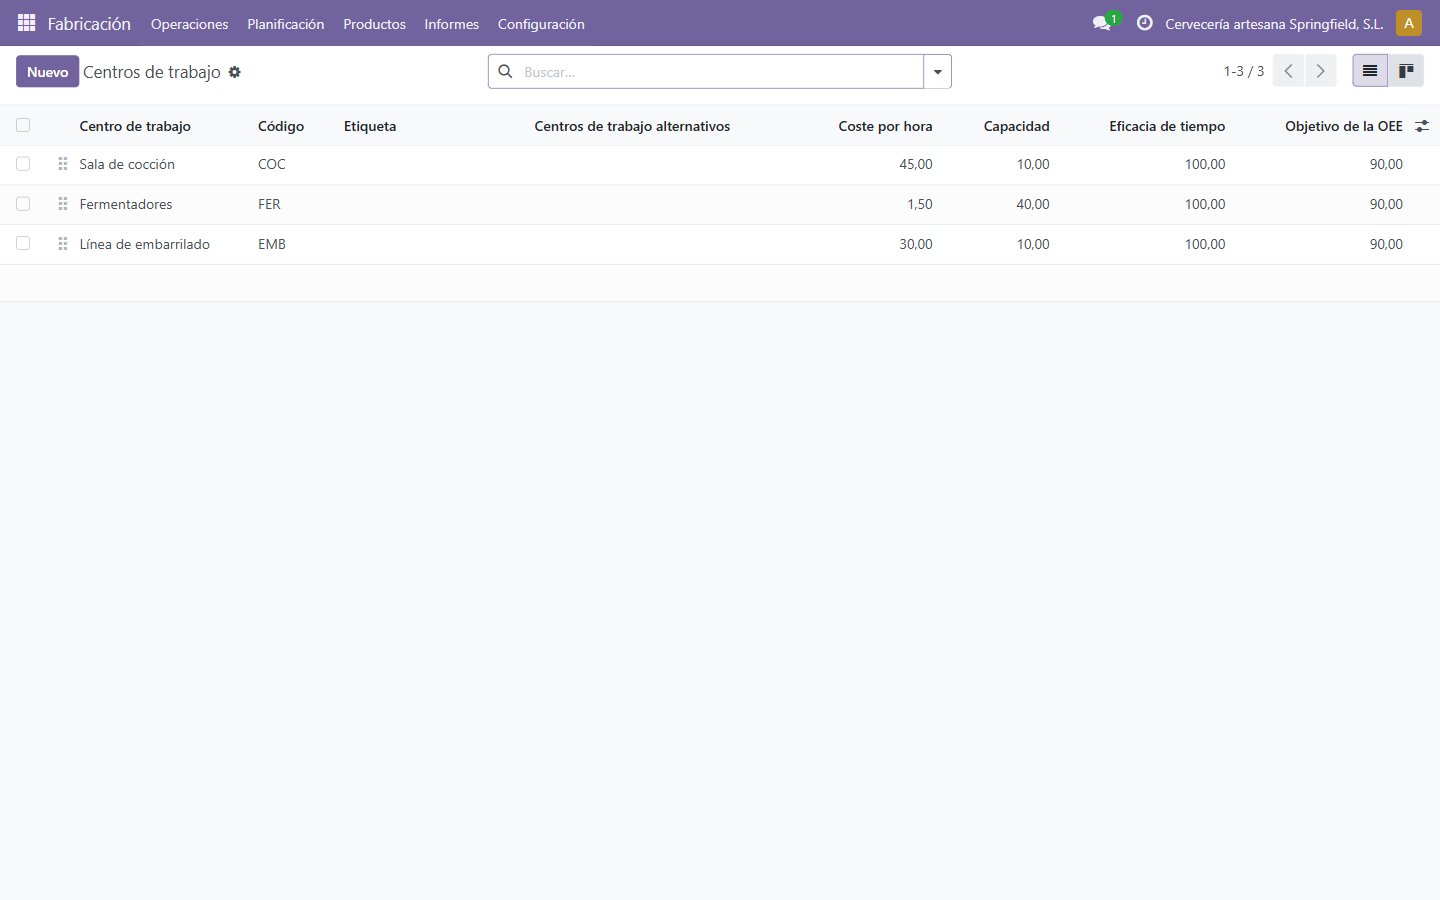 Fabricación Operaciones Planificación Productos Informes Configuración 1 Cervecería artesana Springfield, S.L. A
Nuevo Centros de trabajo Buscar... 1-3 / 3
Centro de trabajo Código Etiqueta Centros de trabajo alternativos Coste por hora Capacidad Eficacia de tiempo Objetivo de la OEE
Sala de cocción COC 45,00 10,00 100,00 90,00
Fermentadores FER 1,50 40,00 100,00 90,00
Línea de embarrilado EMB 30,00 10,00 100,00 90,00